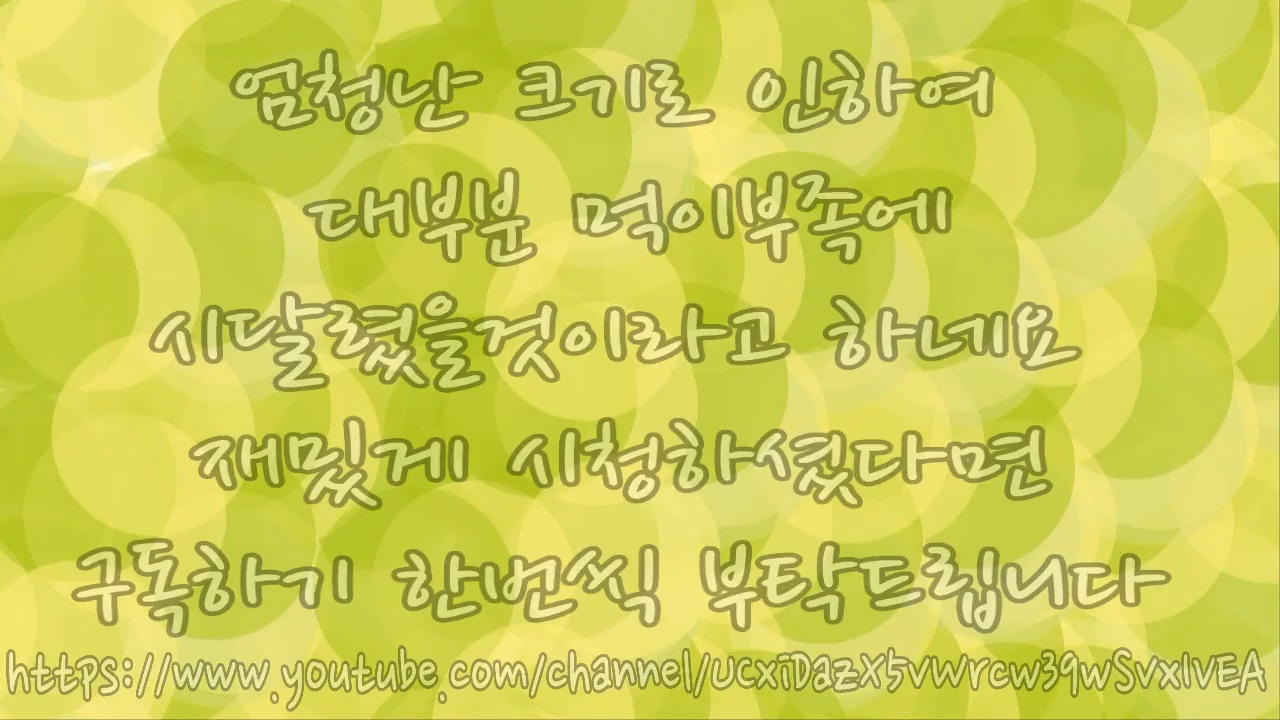 엄청난 크기로 인하여
대부분 먹이부족에
시달렸을것이라고 하네요
재밌게 시청하셨다면
구독하기 한번씩 부탁드립니다
https://www.youtube.com/channel/UCxiDazX5vWrcw39wSvxIVEA